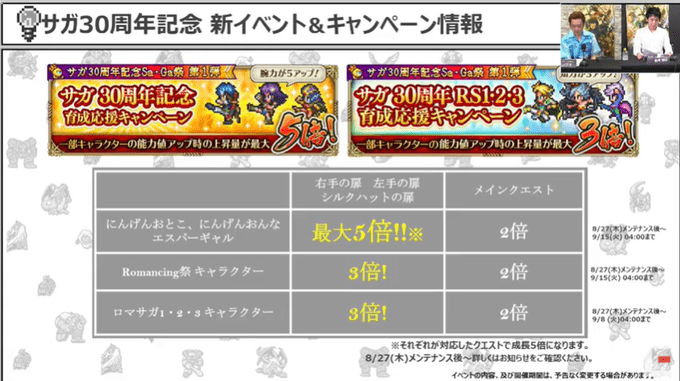 サガ30周年記念 新イベント&キャンペーン情報
サガ30周年記念Sa・Ga祭 第1弾
腕力が5アップ!
サガ 30周年記念
育成応援キャンペーン
5倍!
一部キャラクターの能力値アップ時の上昇量が最大
サガ30周年記念Sa・Ga祭 第1弾
サガ 30周年 RS1・2・3
育成応援キャンペーン
3倍!
一部キャラクターの能力値アップ時の上昇量が最大
右手の扉 左手の扉
シルクハットの扉
メインクエスト
にんげんおとこ、にんげんおんな
エスパーギャル
最大5倍!!※
2倍
8/27(木)メンテナンス後～
9/15(火) 04:00まで
Romancing祭 キャラクター
3倍!
2倍
8/27(木)メンテナンス後～
9/15(火) 04:00まで
ロマサガ1・2・3 キャラクター
3倍!
2倍
8/27(木)メンテナンス後～
9/8 (火)04:00まで
※それぞれが対応したクエストで成長5倍になります。
8/27(木)メンテナンス後～詳しくはお知らせをご確認ください。
イベントの内容、及び開催期間は、予告なく変更する場合があります。